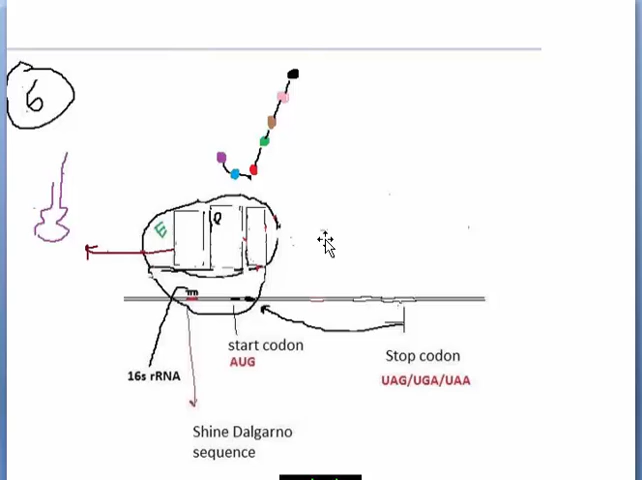 6
E
P
start codon
AUG
16s rRNA
Stop codon
UAG/UGA/UAA
Shine Dalgarno
sequence